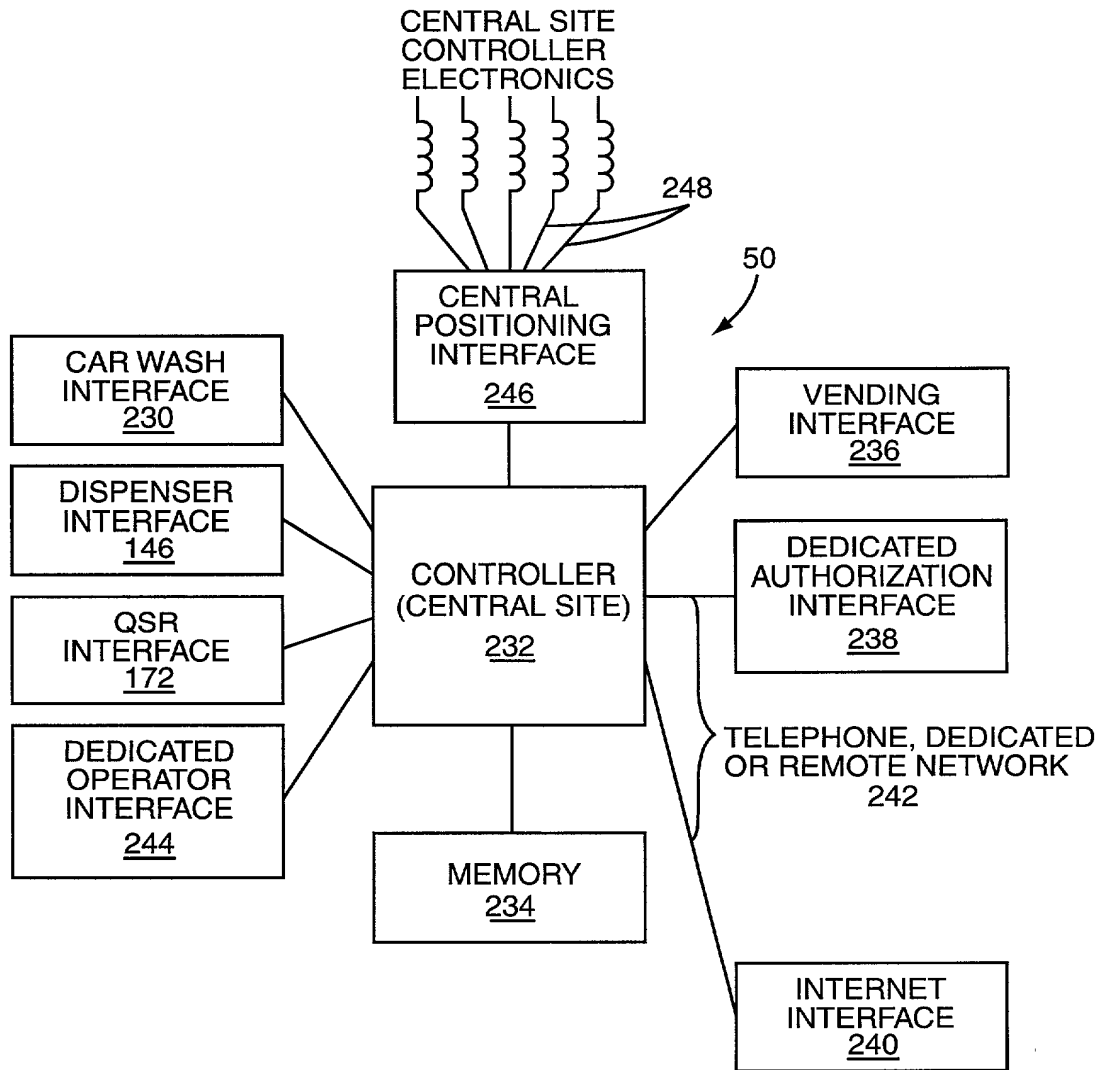 CENTRAL SITE
CONTROLLER
ELECTRONICS
248
50
CENTRAL
POSITIONING
INTERFACE
246
CAR WASH
INTERFACE
230
VENDING
INTERFACE
236
DISPENSER
INTERFACE
146
CONTROLLER
(CENTRAL SITE)
232
DEDICATED
AUTHORIZATION
INTERFACE
238
QSR
INTERFACE
172
DEDICATED
OPERATOR
INTERFACE
244
TELEPHONE, DEDICATED
OR REMOTE NETWORK
242
MEMORY
234
INTERNET
INTERFACE
240